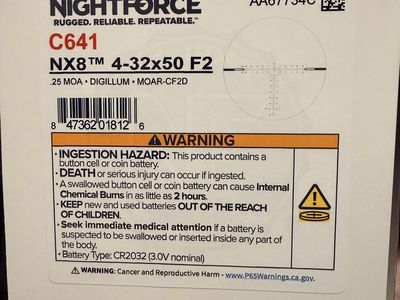 NIGHTFORCE
AA67734C
RUGGED. RELIABLE. REPEATABLE.™
C641
NX8™ 4-32x50 F2
.25 MOA • DIGILLUM • MOAR-CF2D
8 47362 01812 6
WARNING
• INGESTION HAZARD: This product contains a
button cell or coin battery.
• DEATH or serious injury can occur if ingested.
• A swallowed button cell or coin battery can cause Internal
Chemical Burns in as little as 2 hours.
• KEEP new and used batteries OUT OF THE REACH
OF CHILDREN.
• Seek immediate medical attention if a battery is
suspected to be swallowed or inserted inside any part of
the body.
• Battery Type: CR2032 (3.0V nominal)
WARNING: Cancer and Reproductive Harm - www.P65Warnings.ca.gov.